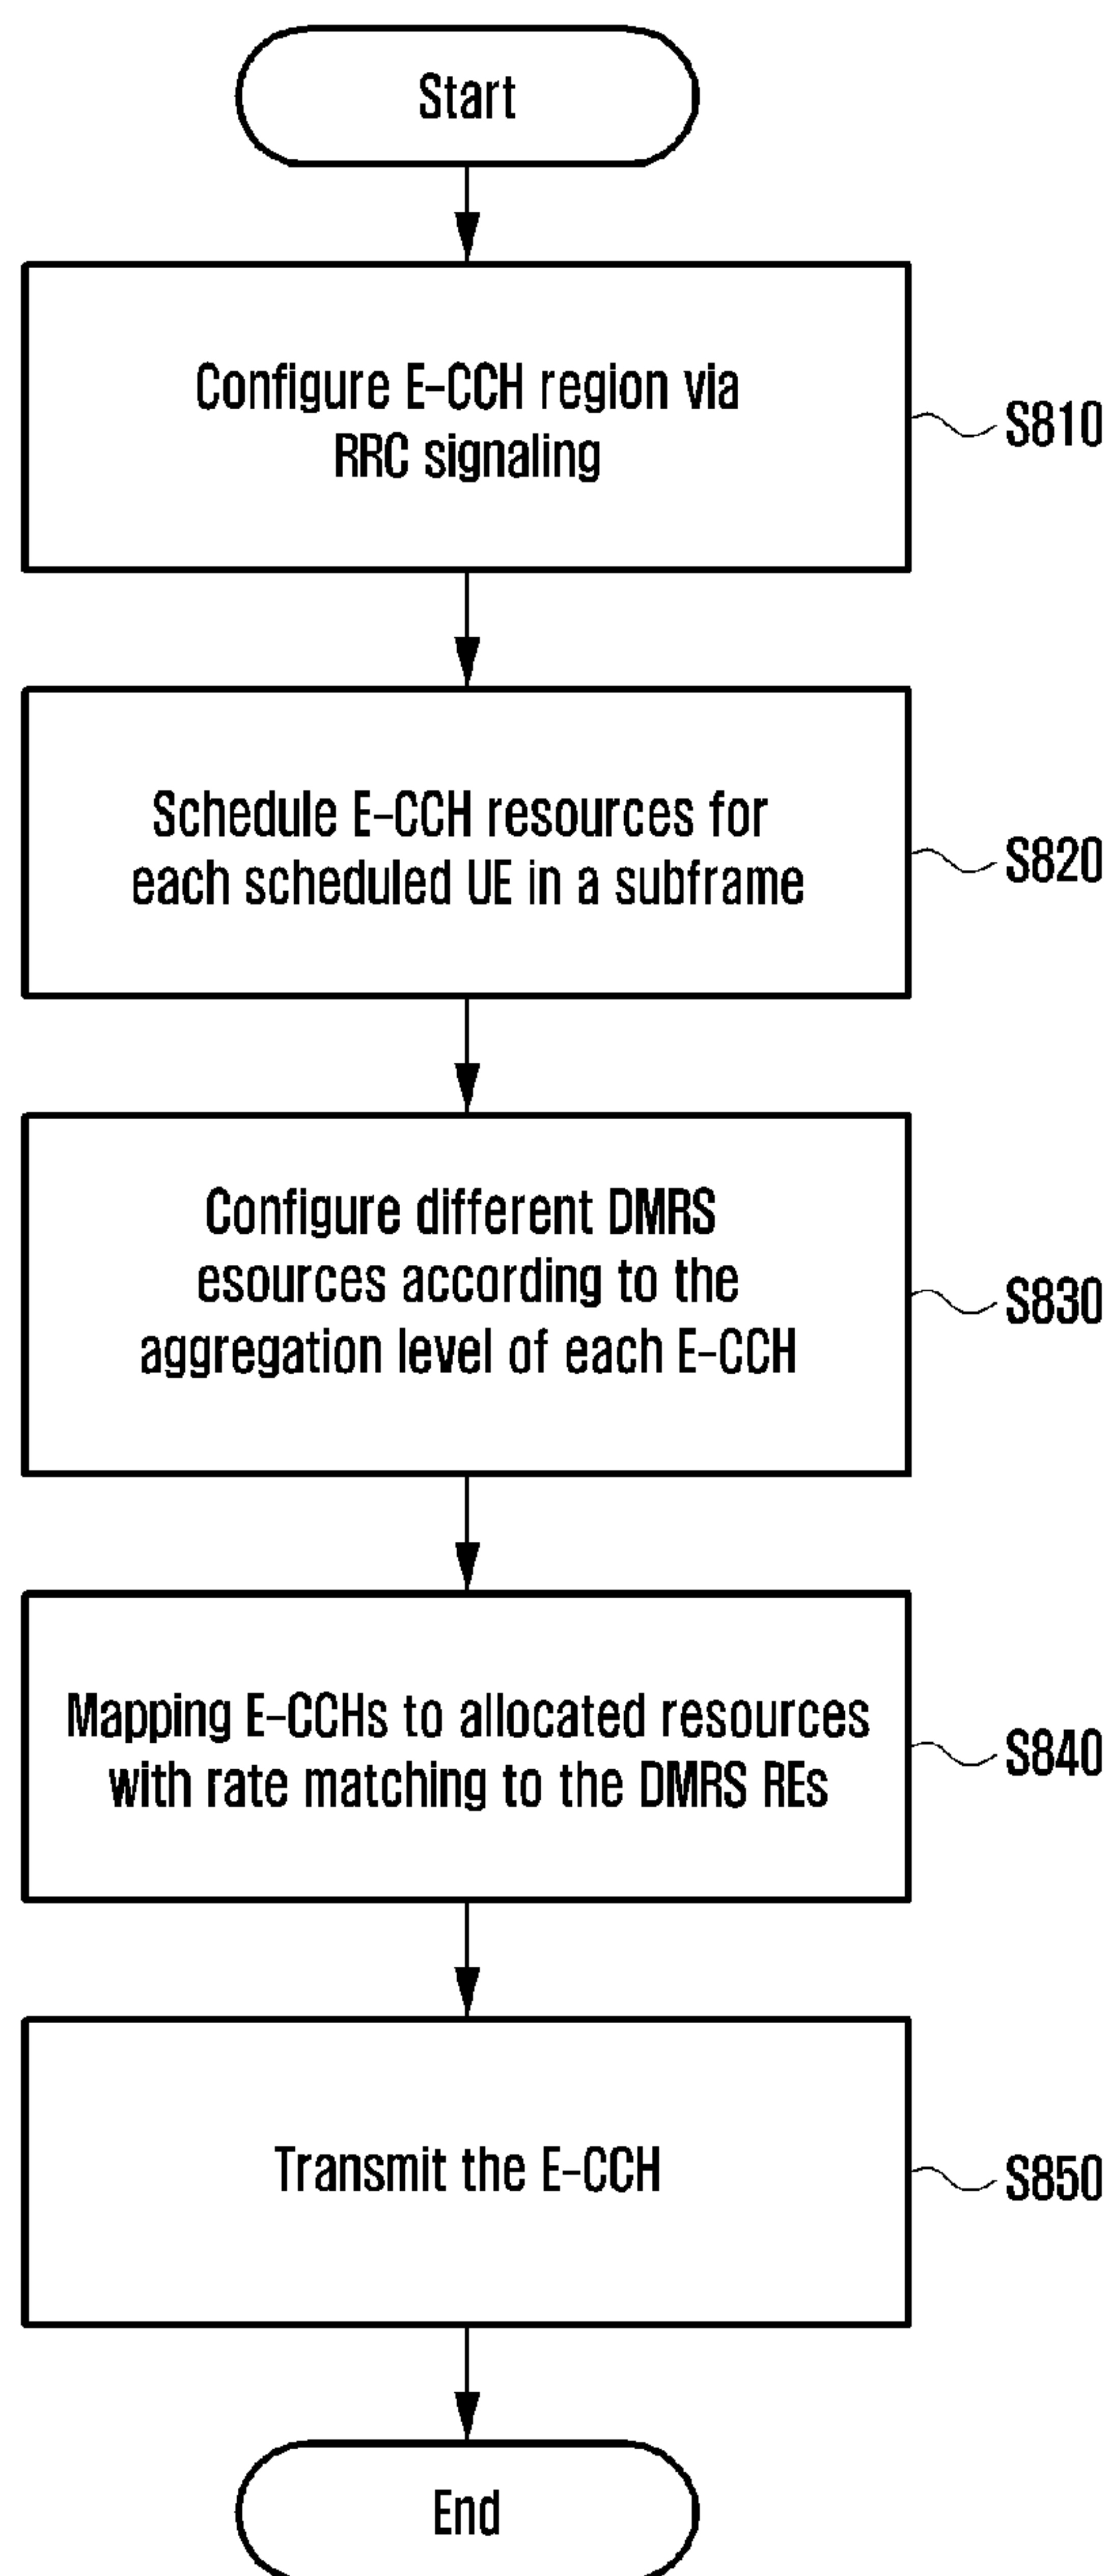 Start
Configure E-CCH region via
RRC signaling
S810
Schedule E-CCH resources for
each scheduled UE in a subframe
S820
Configure different DMRS
esources according to the
aggregation level of each E-CCH
S830
Mapping E-CCHs to allocated resources
with rate matching to the DMRS REs
S840
Transmit the E-CCH
S850
End